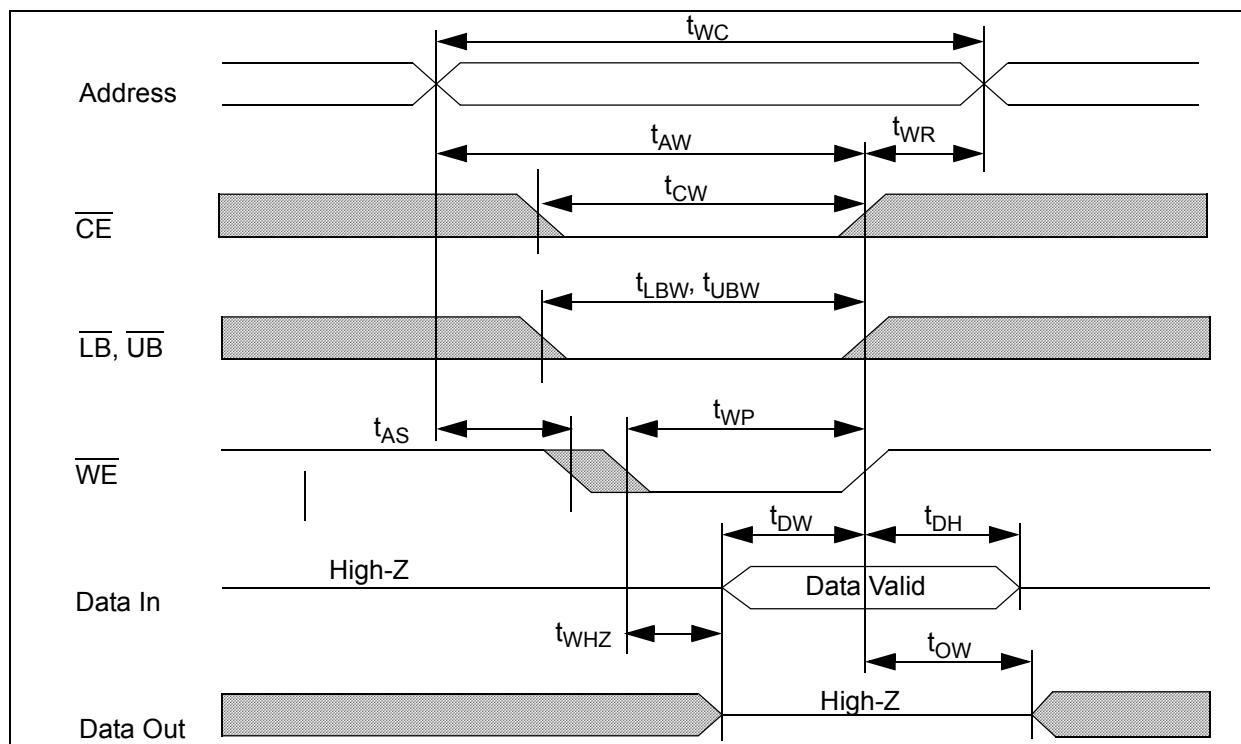 tWC
Address
tAW
tWR
tCW
CE
tLBW, tUBW
LB, UB
tAS
tWP
WE
tDW
tDH
High-Z
Data Valid
Data In
tWHZ
tOW
High-Z
Data Out